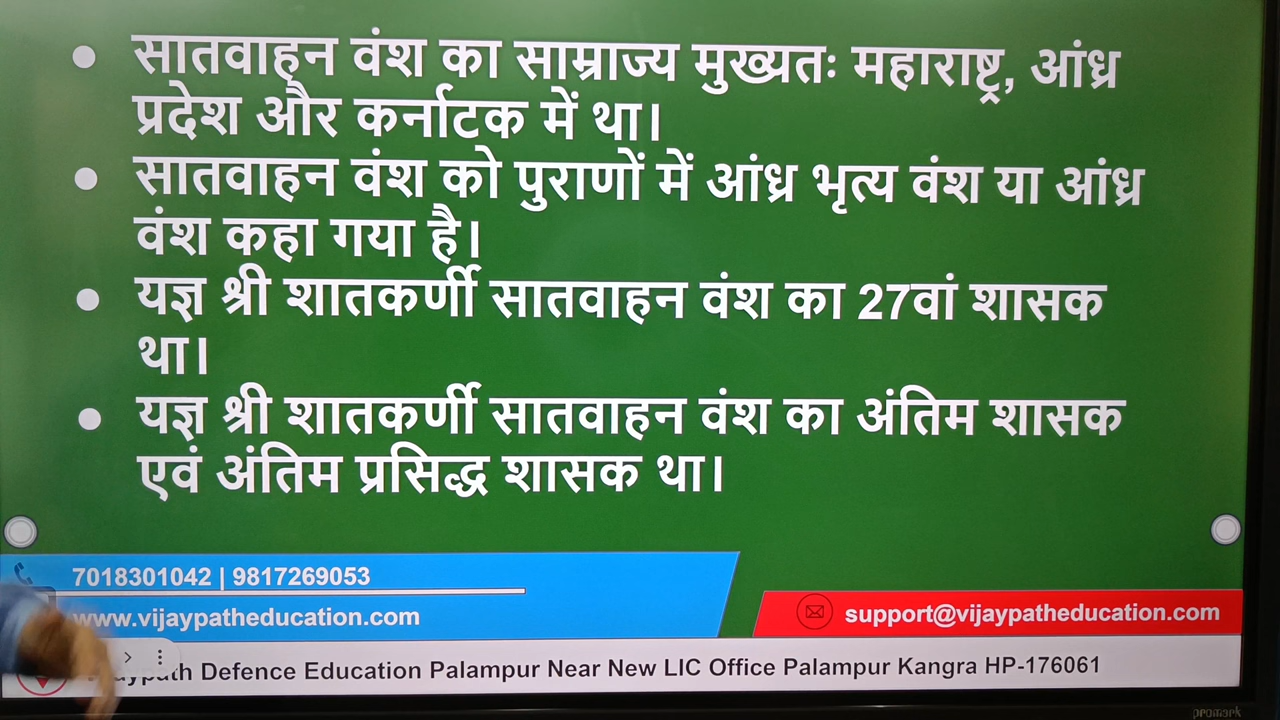 सातवाहन वंश का साम्राज्य मुख्यतः महाराष्ट्र, आंध्र
प्रदेश और कर्नाटक में था।
सातवाहन वंश को पुराणों में आंध्र भृत्य वंश या आंध्र
वंश कहा गया है।
यज्ञ श्री शातकर्णी सातवाहन वंश का 27वां शासक
था।
यज्ञ श्री शातकर्णी सातवाहन वंश का अंतिम शासक
एवं अंतिम प्रसिद्ध शासक था।
7018301042 | 9817269053
www.vijaypatheducation.com
support@vijaypatheducation.com
Defence Education Palampur Near New LIC Office Palampur Kangra HP-176061
promark